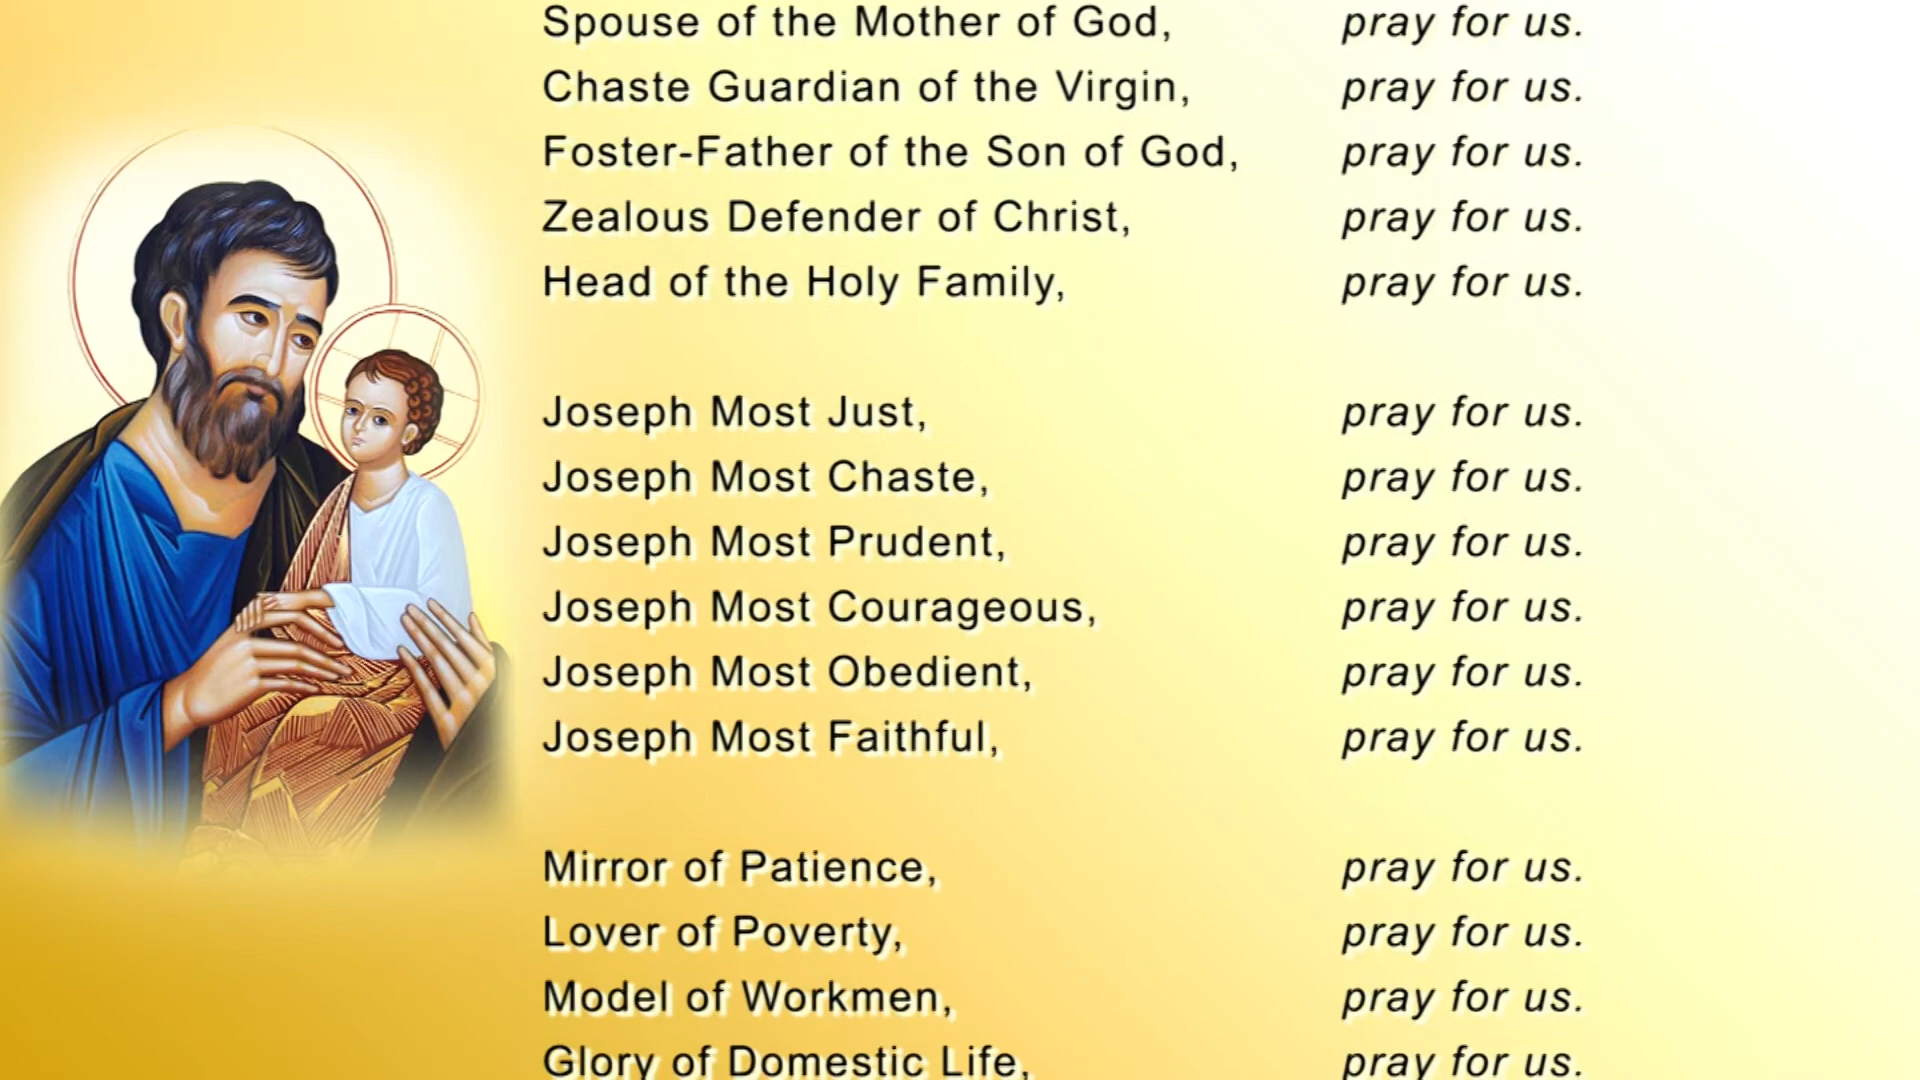 Spouse of the Mother of God, pray for us.
Chaste Guardian of the Virgin, pray for us.
Foster-Father of the Son of God, pray for us.
Zealous Defender of Christ, pray for us.
Head of the Holy Family, pray for us.
Joseph Most Just, pray for us.
Joseph Most Chaste, pray for us.
Joseph Most Prudent, pray for us.
Joseph Most Courageous, pray for us.
Joseph Most Obedient, pray for us.
Joseph Most Faithful, pray for us.
Mirror of Patience, pray for us.
Lover of Poverty, pray for us.
Model of Workmen, pray for us.
Glory of Domestic Life, pray for us.